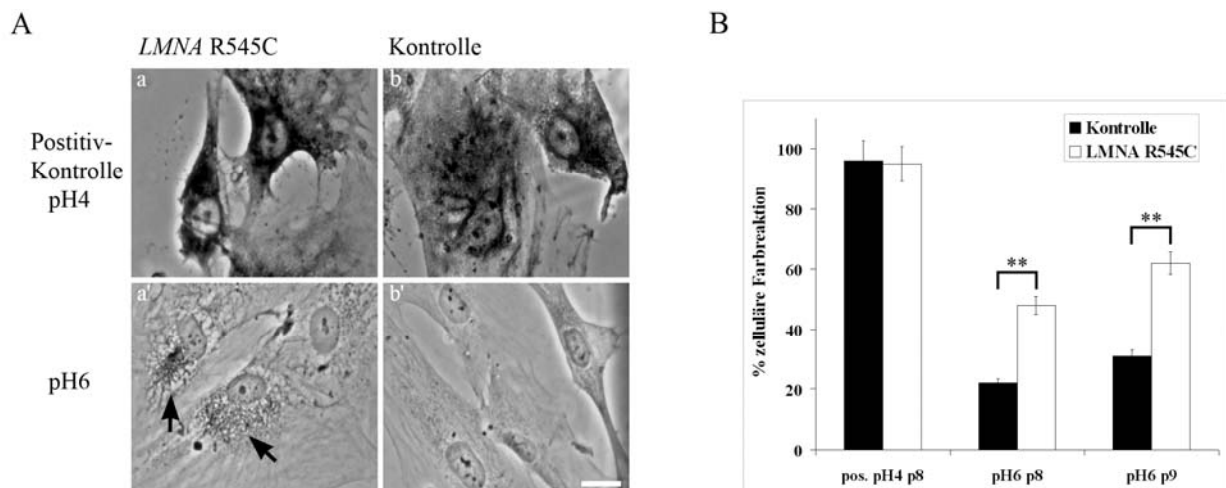 A
B
LMNA R545C
Kontrolle
a
b
Postitiv-
Kontrolle
pH4
a'
b'
pH6
Kontrolle
LMNA R545C
% zelluläre Farbreaktion
100
80
60
40
20
0
**
**
pos. pH4 p8
pH6 p8
pH6 p9